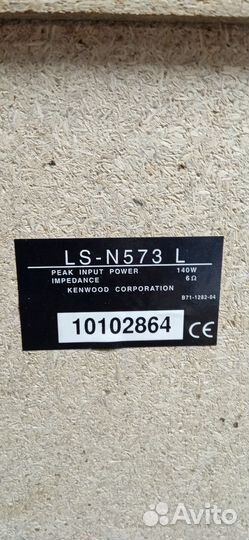 LS-N573 L
PEAK INPUT POWER 140W
IMPEDANCE 6Ω
KENWOOD CORPORATION
B71-1282-04
10102864 CE
Avito